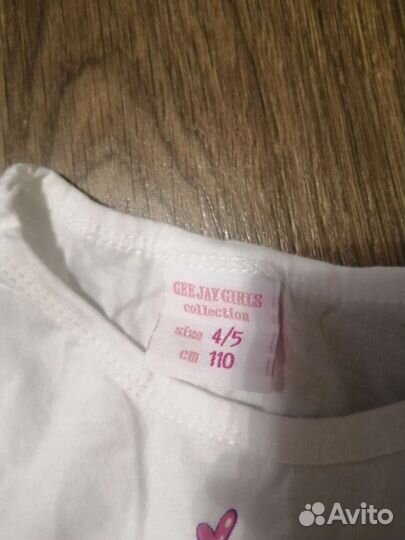 GEE JAY GIRLS
collection
size 4/5
cm 110
Avito